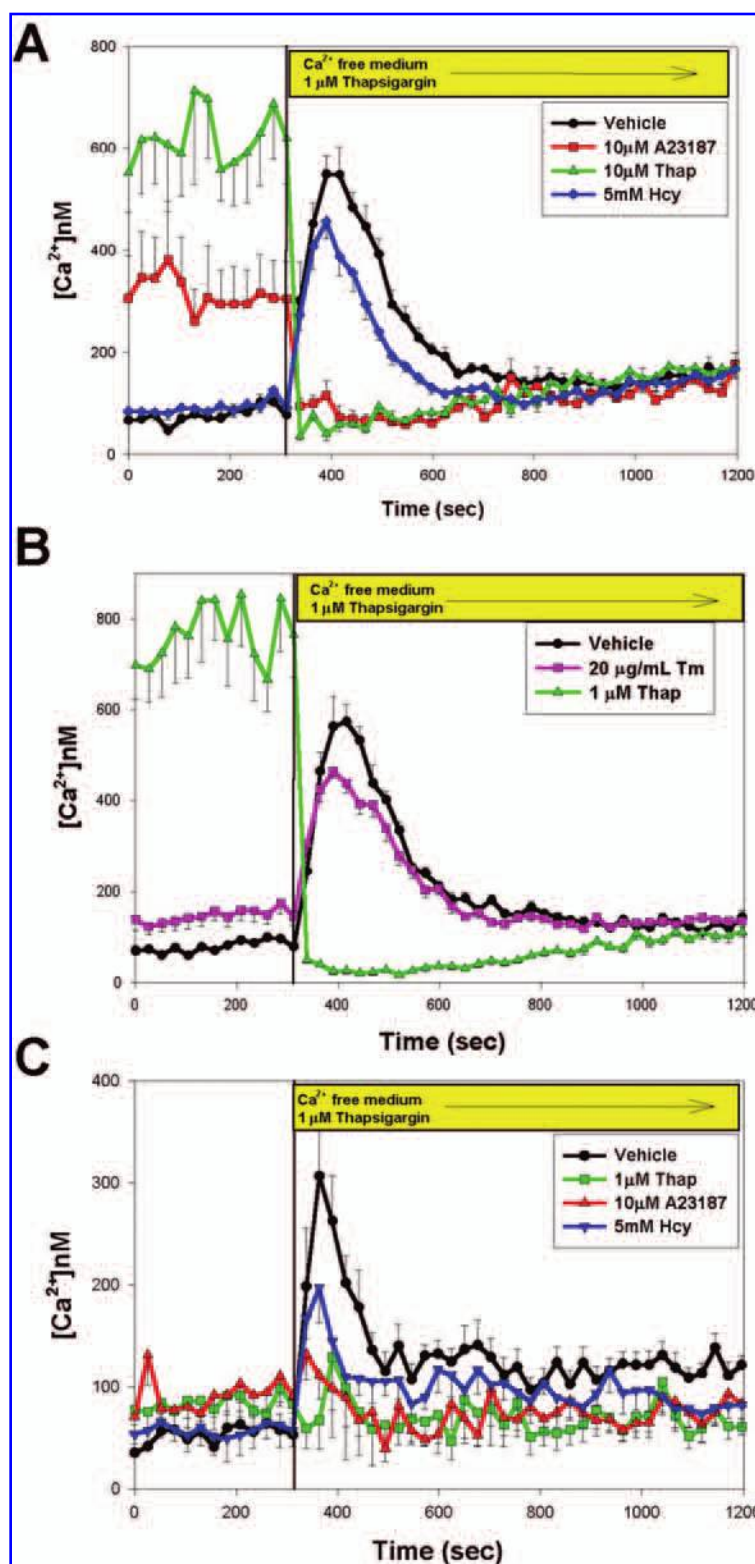 A
800
600
400
200
0
[Ca²⁺]nM
Ca²⁺ free medium
1 µM Thapsigargin
Vehicle
10µM A23187
10µM Thap
5mM Hcy
0 200 400 600 800 1000 1200
Time (sec)
B
800
600
400
200
0
[Ca²⁺]nM
Ca²⁺ free medium
1 µM Thapsigargin
Vehicle
20 µg/mL Tm
1 µM Thap
0 200 400 600 800 1000 1200
Time (sec)
C
400
300
200
100
0
[Ca²⁺]nM
Ca²⁺ free medium
1 µM Thapsigargin
Vehicle
1µM Thap
10µM A23187
5mM Hcy
0 200 400 600 800 1000 1200
Time (sec)